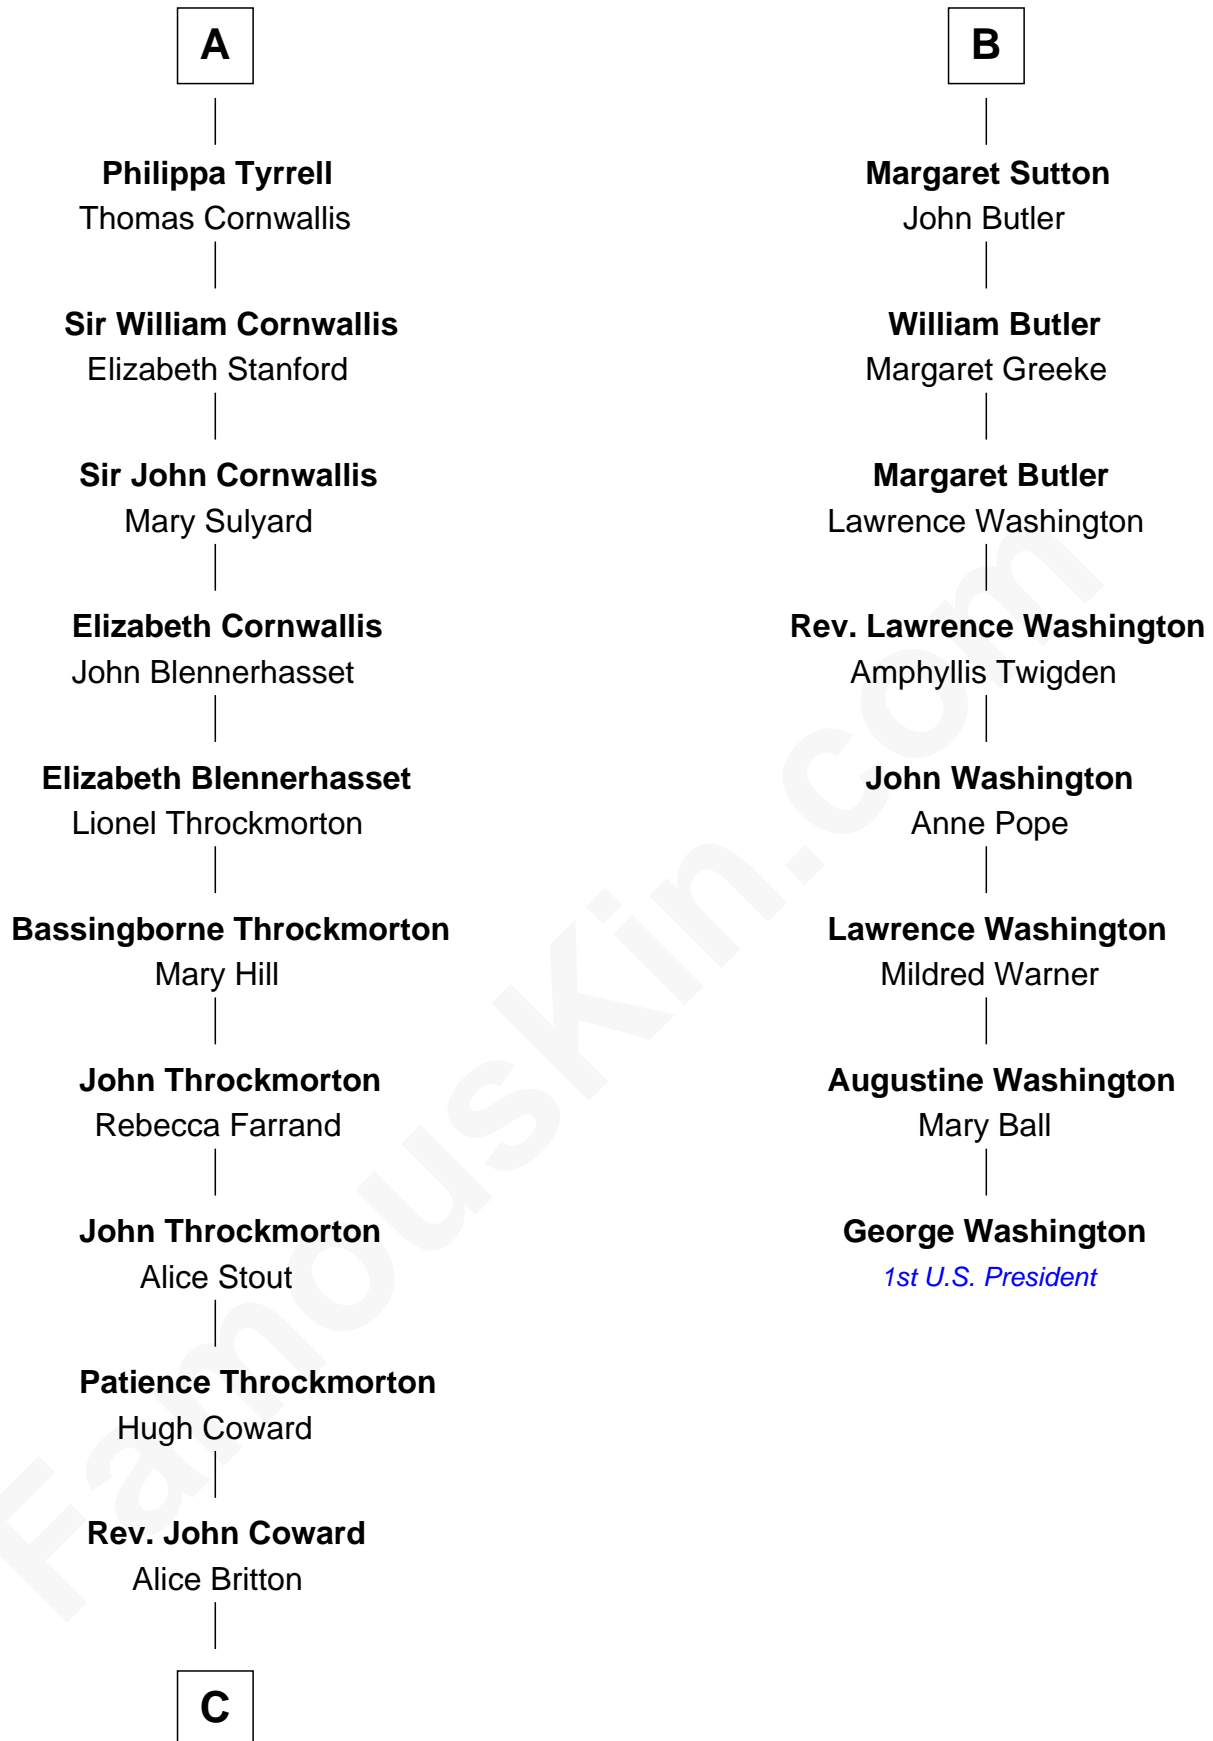 A
Philippa Tyrrell
Thomas Cornwallis
Sir William Cornwallis
Elizabeth Stanford
Sir John Cornwallis
Mary Sulyard
Elizabeth Cornwallis
John Blennerhasset
Elizabeth Blennerhasset
Lionel Throckmorton
Bassingborne Throckmorton
Mary Hill
John Throckmorton
Rebecca Farrand
John Throckmorton
Alice Stout
Patience Throckmorton
Hugh Coward
Rev. John Coward
Alice Britton
C
B
Margaret Sutton
John Butler
William Butler
Margaret Greeke
Margaret Butler
Lawrence Washington
Rev. Lawrence Washington
Amphyllis Twigden
John Washington
Anne Pope
Lawrence Washington
Mildred Warner
Augustine Washington
Mary Ball
George Washington
1st U.S. President
FamousKin.com